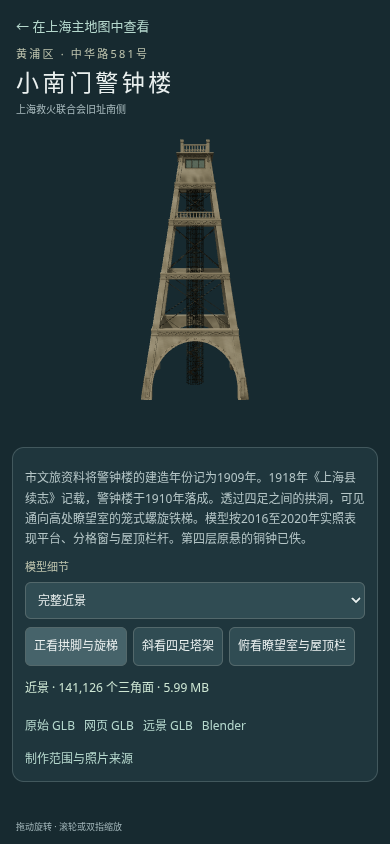 ← 在上海主地图中查看
黄浦区 · 中华路581号
小南门警钟楼
上海救火联合会旧址南侧
市文旅资料将警钟楼的建造年份记为1909年。1918年《上海县
续志》记载，警钟楼于1910年落成。透过四足之间的拱洞，可见
通向高处瞭望室的笼式螺旋铁梯。模型按2016至2020年实照表
现平台、分格窗与屋顶栏杆。第四层原悬的铜钟已佚。
模型细节
完整近景
正看拱脚与旋梯 斜看四足塔架 俯看瞭望室与屋顶栏
近景 · 141,126 个三角面 · 5.99 MB
原始 GLB 网页 GLB 远景 GLB Blender
制作范围与照片来源
拖动旋转 · 滚轮或双指缩放